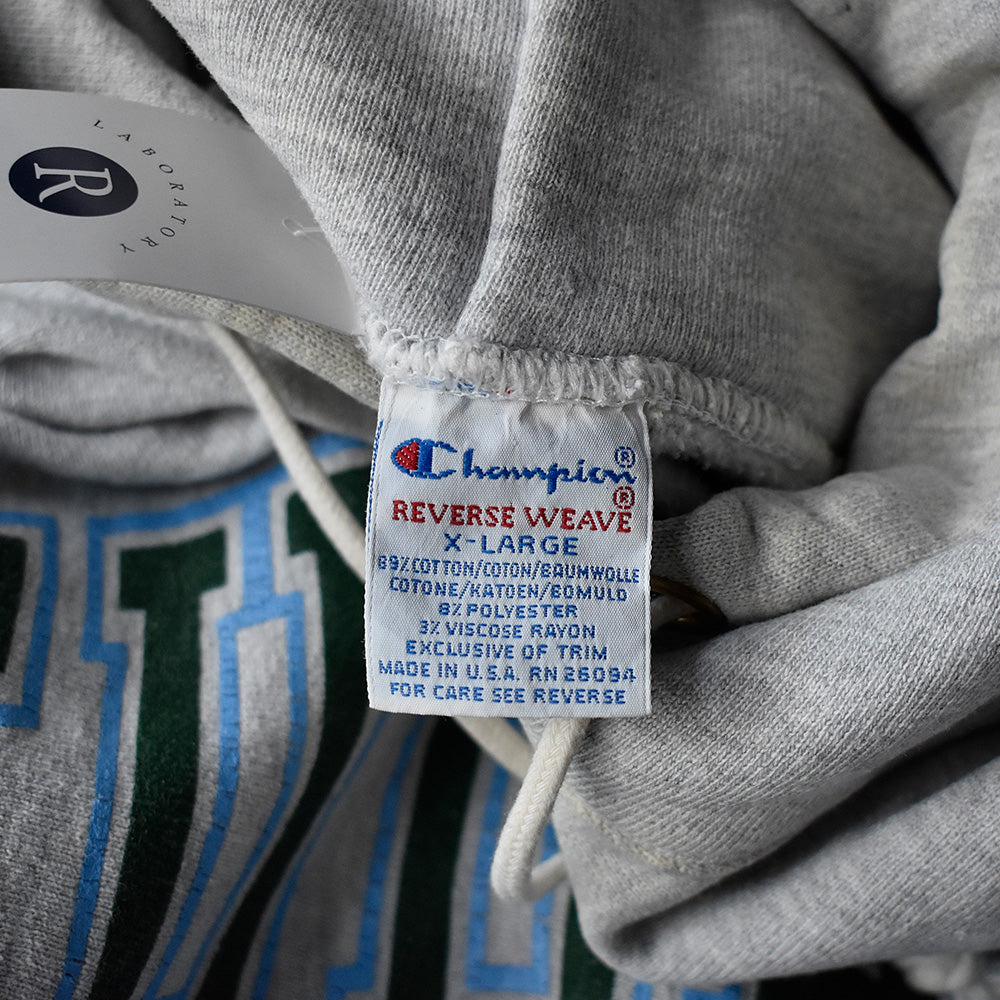 LABORATORY
R
Champion®
REVERSE WEAVE®
X-LARGE
89% COTTON/COTON/BAUMWOLLE
COTONE/KATOEN/BOMULD
8% POLYESTER
3% VISCOSE RAYON
EXCLUSIVE OF TRIM
MADE IN U.S.A. RN 26094
FOR CARE SEE REVERSE